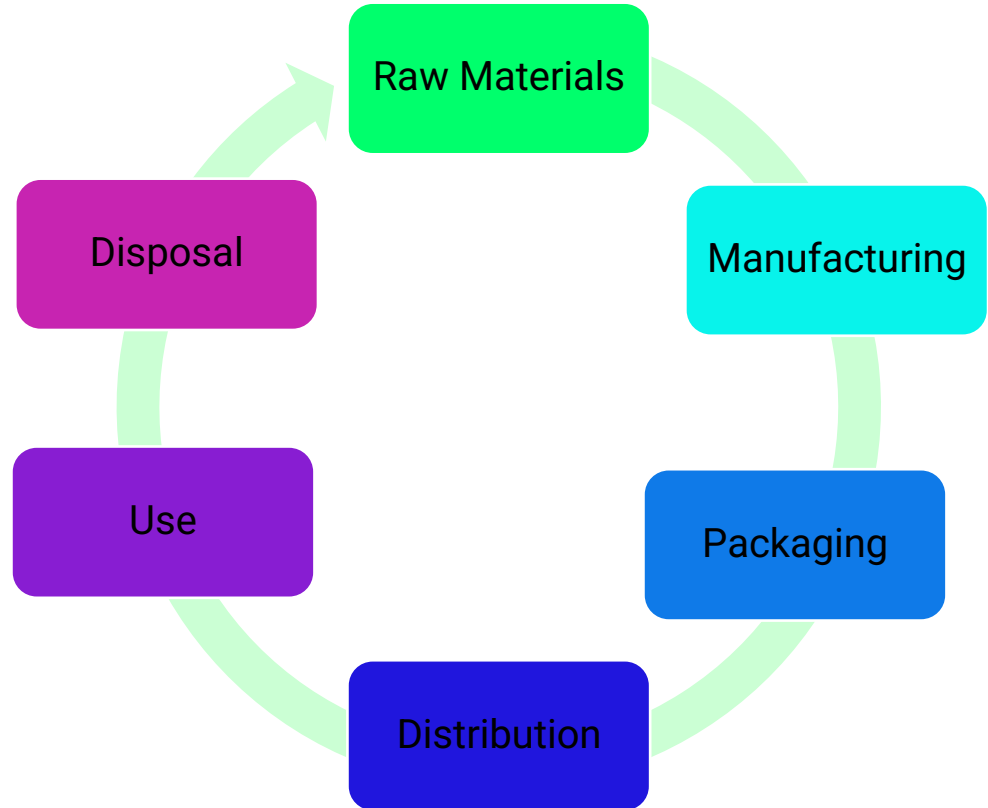 Raw Materials
Manufacturing
Packaging
Distribution
Use
Disposal